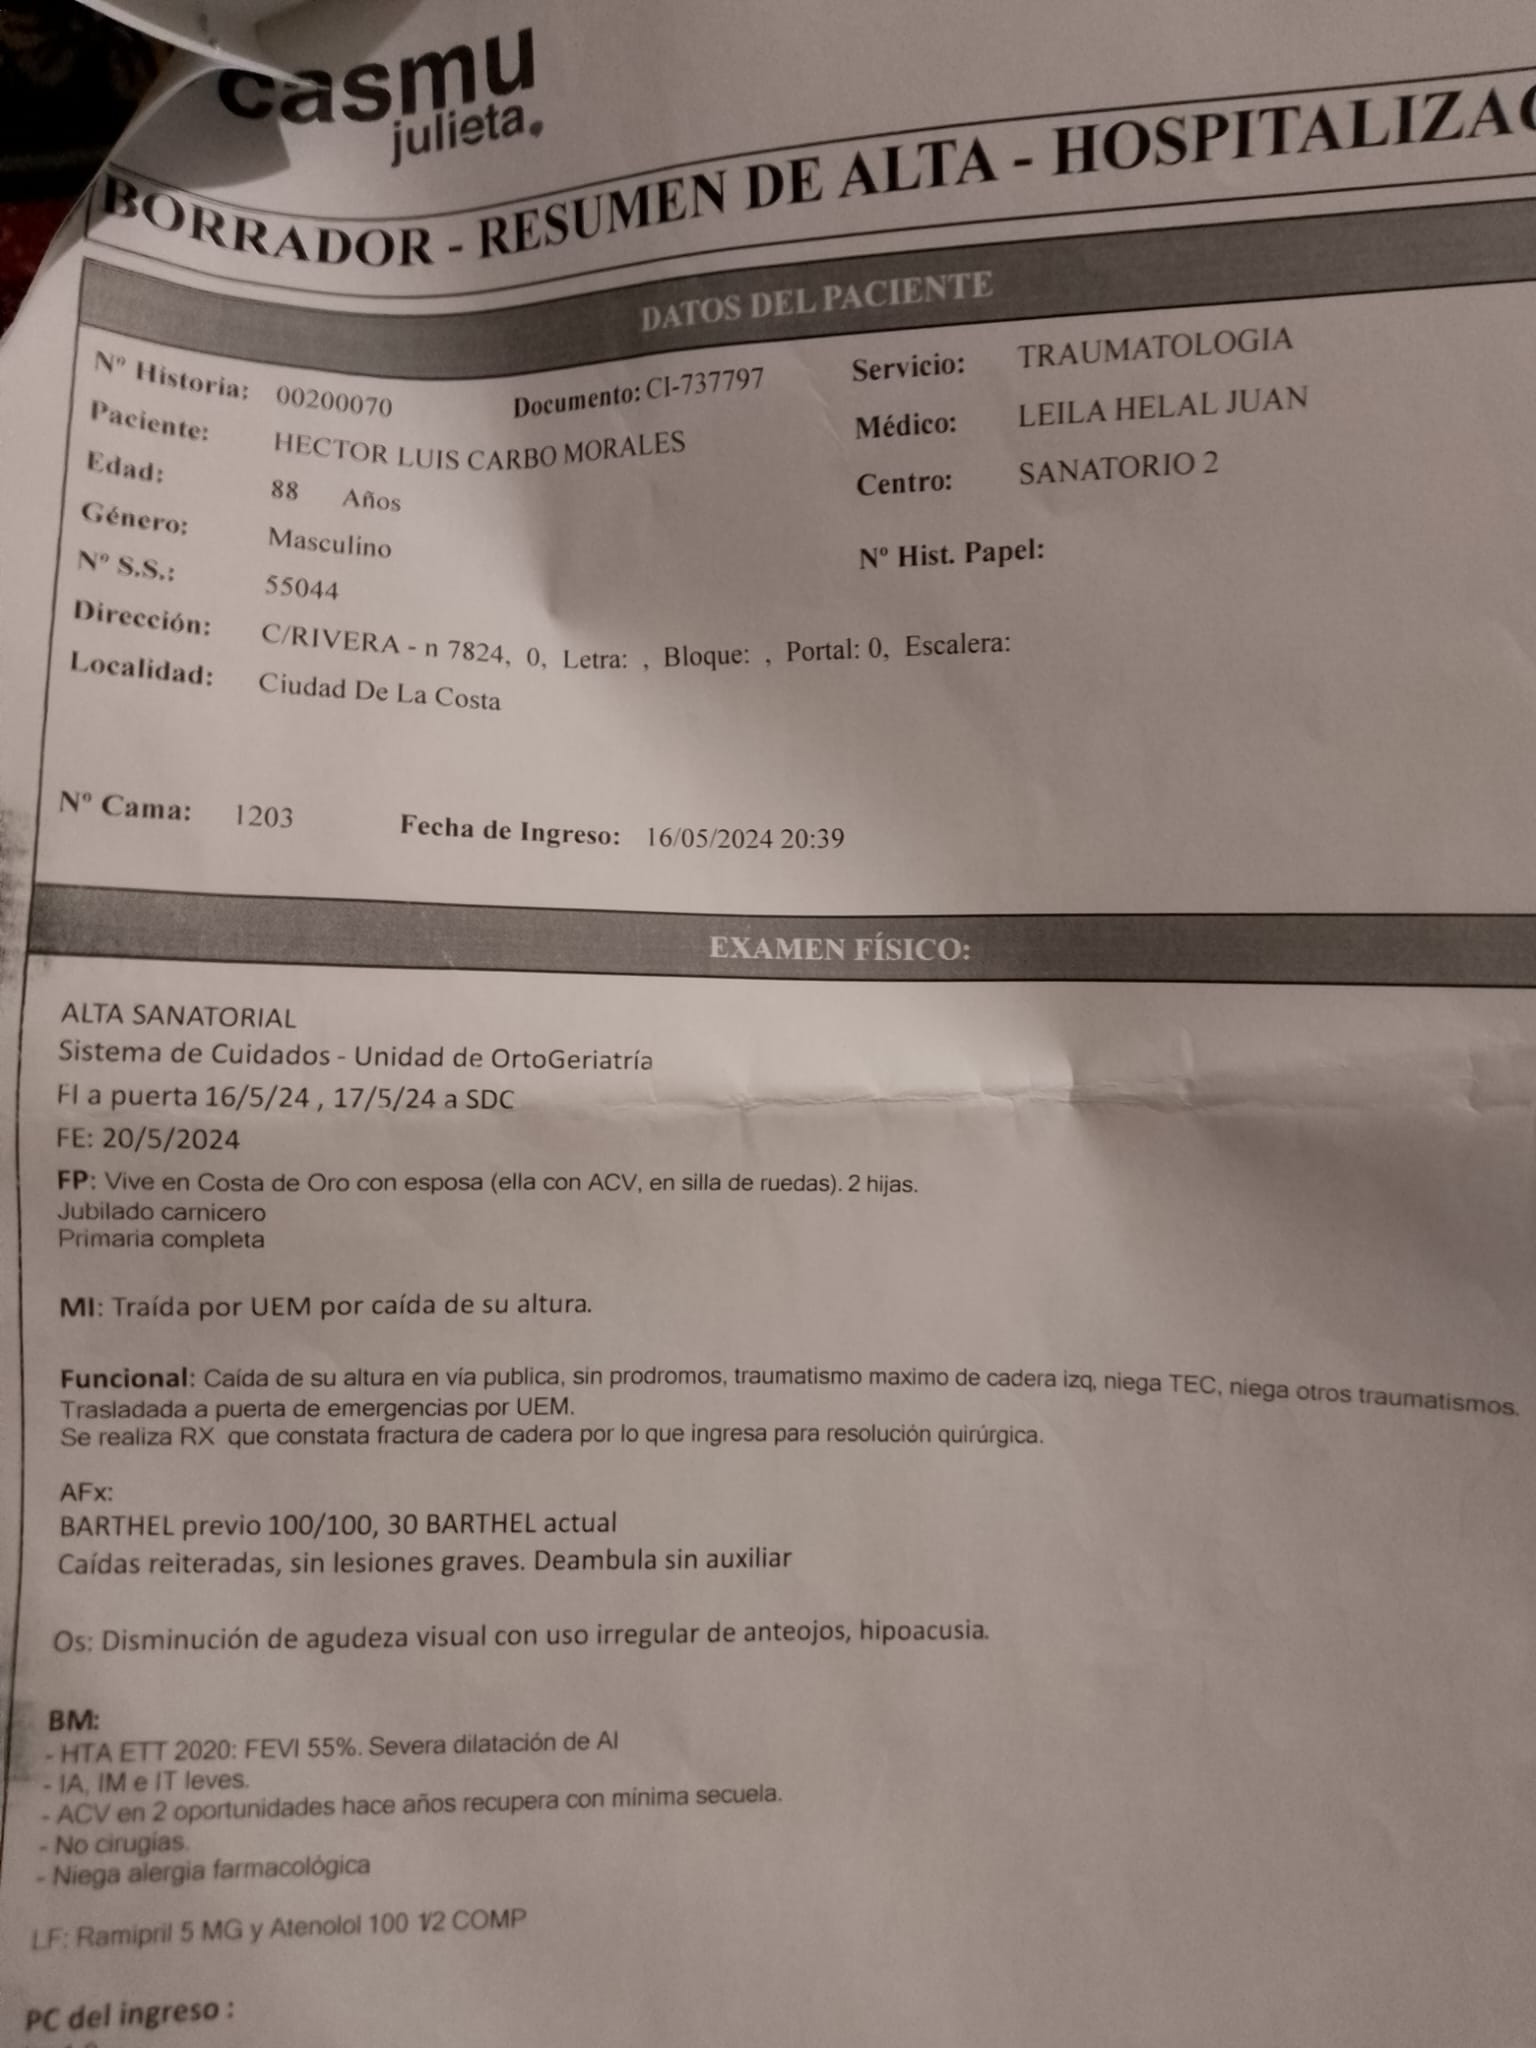 casmu
julieta.
BORRADOR - RESUMEN DE ALTA -  HOSPITALIZAC
DATOS DEL PACIENTE
Nº Historia: 00200070 Documento: CI-737797 Servicio: TRAUMATOLOGIA
Paciente: HECTOR LUIS CARBO MORALES Médico: LEILA HELAL JUAN
Edad: 88 Años Centro: SANATORIO 2
Género: Masculino
Nº S.S.: 55044 Nº Hist. Papel:
Dirección: C/RIVERA - n 7824, 0, Letra: , Bloque: , Portal: 0, Escalera:
Localidad: Ciudad De La Costa
Nº Cama: 1203 Fecha de Ingreso: 16/05/2024 20:39
EXAMEN FÍSICO:
ALTA SANATORIAL
Sistema de Cuidados - Unidad de OrtoGeriatría
FI a puerta 16/5/24 , 17/5/24 a SDC
FE: 20/5/2024
FP: Vive en Costa de Oro con esposa (ella con ACV, en silla de ruedas). 2 hijas.
Jubilado carnicero
Primaria completa
MI: Traída por UEM por caída de su altura.
Funcional: Caída de su altura en vía publica, sin prodromos, traumatismo maximo de cadera izq, niega TEC, niega otros traumatismos.
Trasladada a puerta de emergencias por UEM.
Se realiza RX que constata fractura de cadera por lo que ingresa para resolución quirúrgica.
AFx:
BARTHEL previo 100/100, 30 BARTHEL actual
Caídas reiteradas, sin lesiones graves. Deambula sin auxiliar
Os: Disminución de agudeza visual con uso irregular de anteojos, hipoacusia.
BM:
- HTA ETT 2020: FEVI 55%. Severa dilatación de AI
- IA, IM e IT leves.
- ACV en 2 oportunidades hace años recupera con mínima secuela.
- No cirugías.
- Niega alergia farmacológica
LF: Ramipril 5 MG y Atenolol 100 1/2 COMP
PC del ingreso :